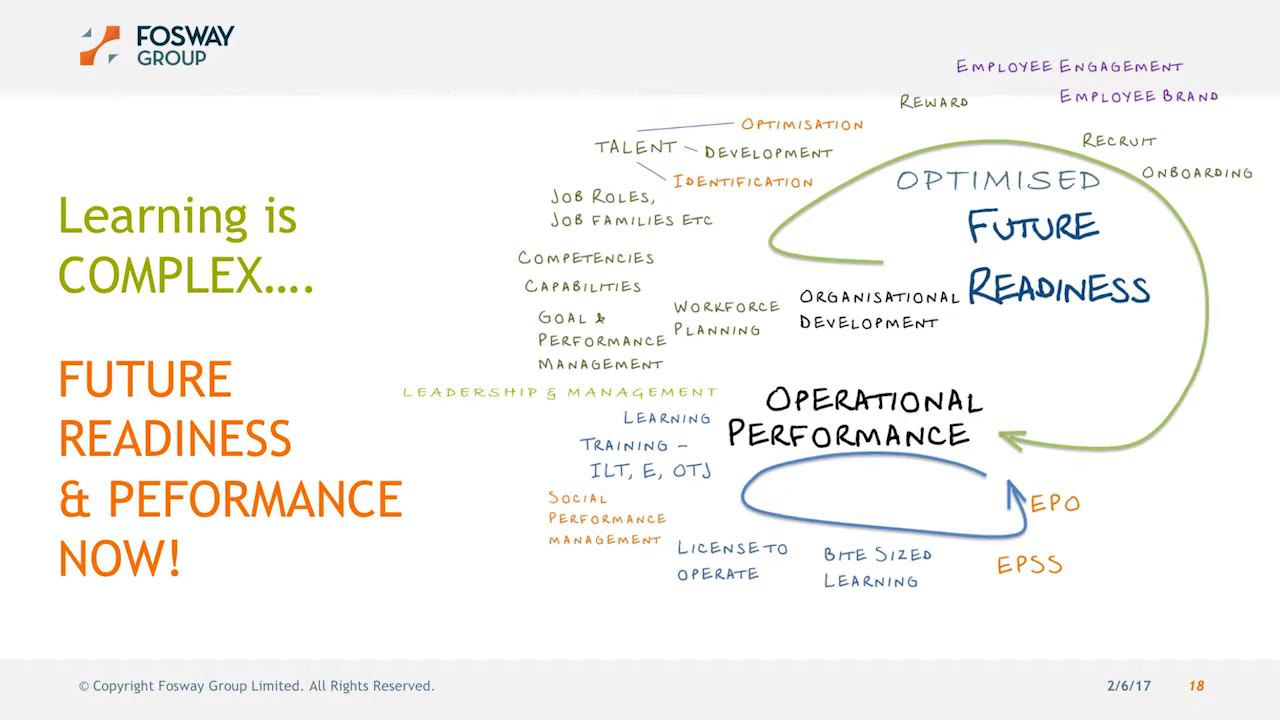 FOSWAY
GROUP
Learning is
COMPLEX....
FUTURE
READINESS
& PEFORMANCE
NOW!
EMPLOYEE ENGAGEMENT
EMPLOYEE BRAND
REWARD
RECRUIT
ONBOARDING
OPTIMISATION
TALENT
DEVELOPMENT
IDENTIFICATION
JOB ROLES,
JOB FAMILIES ETC
OPTIMISED
FUTURE
READINESS
COMPETENCIES
CAPABILITIES
GOAL &
PERFORMANCE
MANAGEMENT
WORKFORCE
PLANNING
ORGANISATIONAL
DEVELOPMENT
LEADERSHIP & MANAGEMENT
OPERATIONAL
PERFORMANCE
LEARNING
TRAINING –
ILT, E, OTJ
SOCIAL
PERFORMANCE
MANAGEMENT
LICENSE TO
OPERATE
BITE SIZED
LEARNING
EPO
EPSS
© Copyright Fosway Group Limited. All Rights Reserved.
2/6/17
18